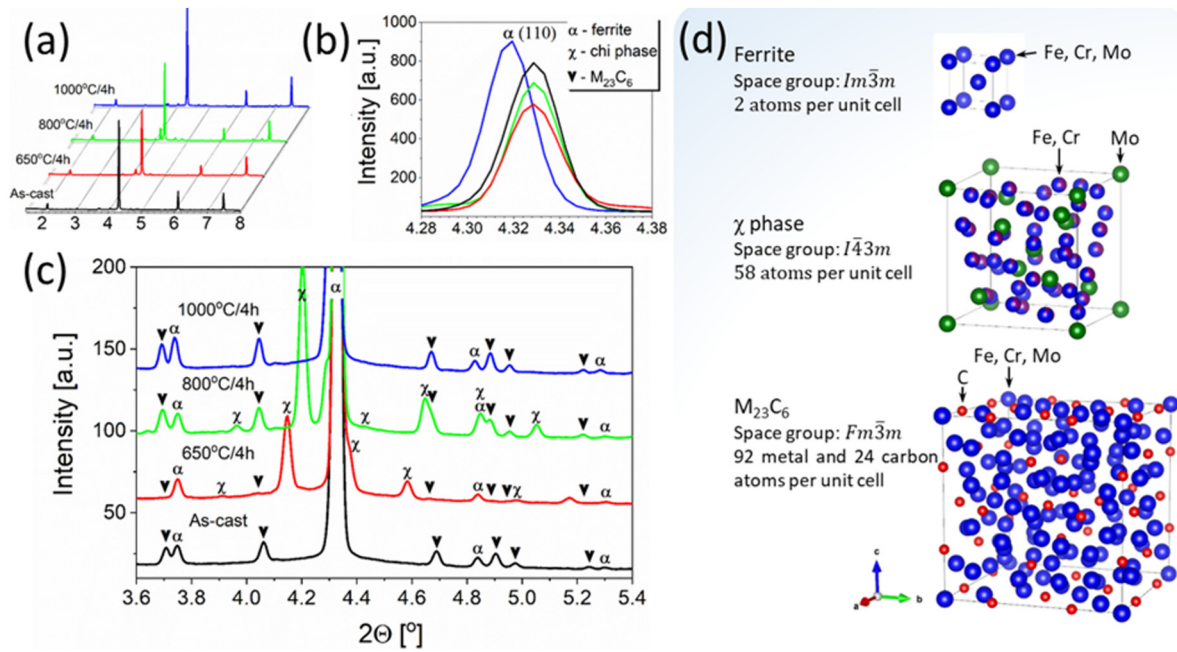 (a)
1000°C/4h
800°C/4h
650°C/4h
As-cast
2 3 4 5 6 7 8
(b)
Intensity [a.u.]
1000
800
600
400
200
α (110)
α - ferrite
χ - chi phase
▼ - M₂₃C₆
4.28 4.30 4.32 4.34 4.36 4.38
(c)
Intensity [a.u.]
200
150
100
50
1000°C/4h
▼ α ▼ α ▼ α ▼ ▼ ▼ α
800°C/4h
▼ α χ ▼ χ χ χ ▼ χ α ▼ ▼ χ ▼ α
650°C/4h
▼ α χ ▼ χ χ χ ▼ α ▼ ▼ χ ▼ α
As-cast
▼ α ▼ ▼ α ▼ ▼ ▼ α
3.6 3.8 4.0 4.2 4.4 4.6 4.8 5.0 5.2 5.4
2Θ [°]
(d)
Ferrite
Space group: Im3̅m
2 atoms per unit cell
Fe, Cr, Mo
Fe, Cr
Mo
χ phase
Space group: I4̅3m
58 atoms per unit cell
Fe, Cr, Mo
C
M₂₃C₆
Space group: Fm3̅m
92 metal and 24 carbon
atoms per unit cell
c
a
b